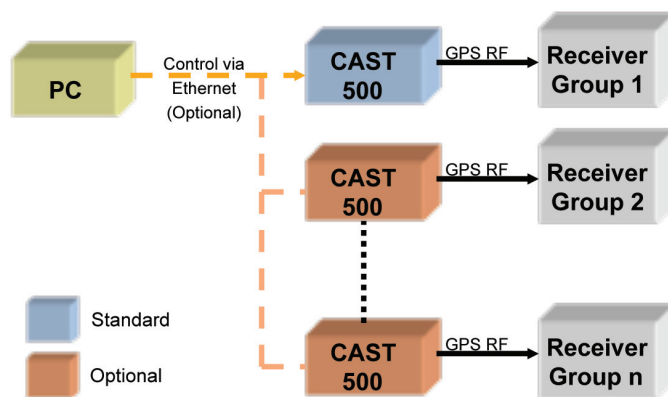 PC
Control via
Ethernet
(Optional)
CAST
500
GPS RF
Receiver
Group 1
CAST
500
GPS RF
Receiver
Group 2
CAST
500
GPS RF
Receiver
Group n
Standard
Optional